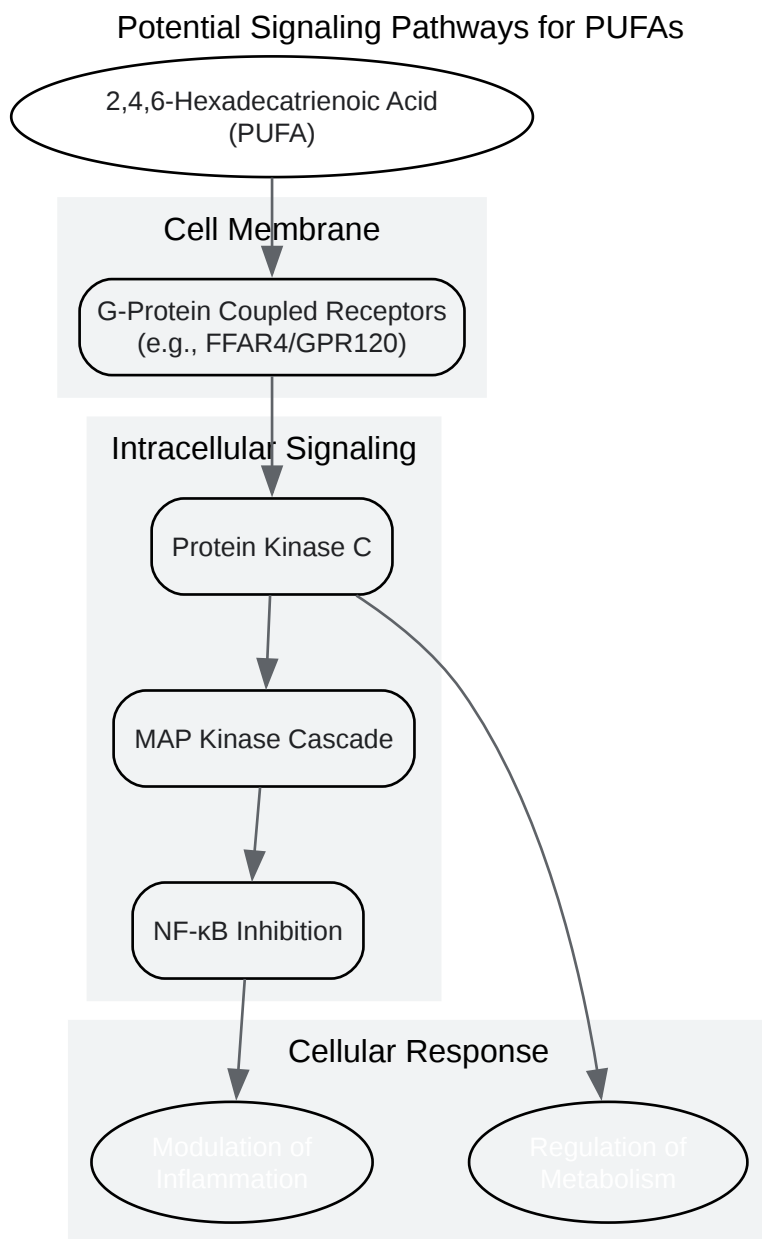 Potential Signaling Pathways for PUFAs
2,4,6-Hexadecatrienoic Acid
(PUFA)
Cell Membrane
G-Protein Coupled Receptors
(e.g., FFAR4/GPR120)
Intracellular Signaling
Protein Kinase C
MAP Kinase Cascade
NF-κB Inhibition
Cellular Response
Modulation of
Inflammation
Regulation of
Metabolism